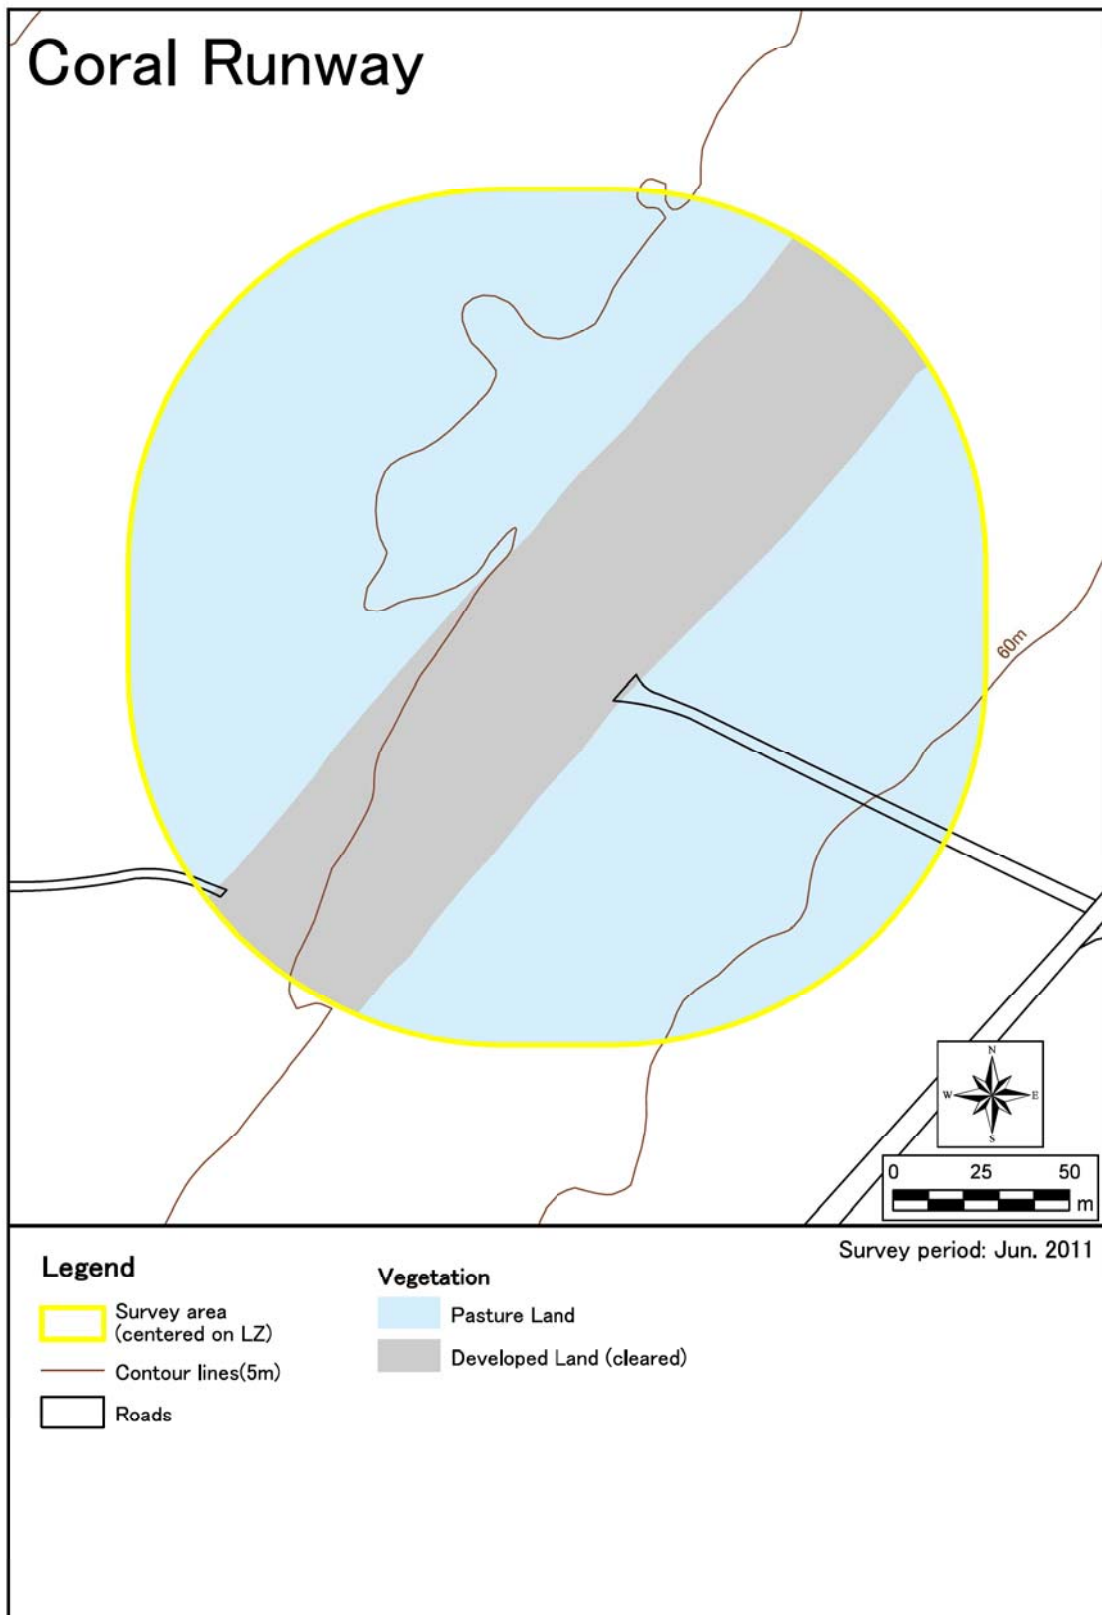 Coral Runway
60m
N
W E
S
0 25 50
m
Survey period: Jun. 2011
Legend
Survey area
(centered on LZ)
Contour lines(5m)
Roads
Vegetation
Pasture Land
Developed Land (cleared)